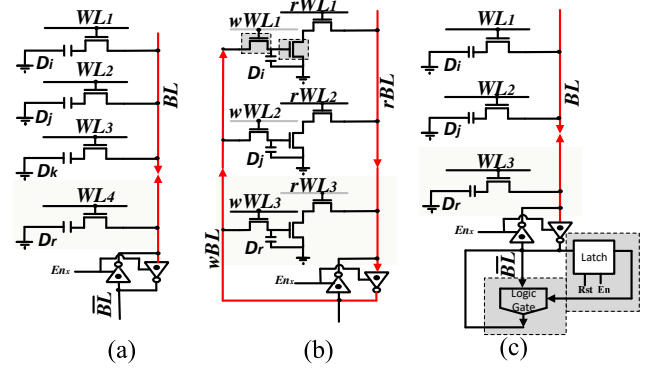 WL1
Di
WL2
Dj
WL3
Dk
WL4
Dr
BL
Enx
BL
(a)
rWL1
wWL1
Di
rWL2
wWL2
Dj
rWL3
wWL3
Dr
rBL
wBL
Enx
(b)
WL1
Di
WL2
Dj
WL3
Dr
BL
Enx
BL
Latch
Rst En
Logic
Gate
(c)